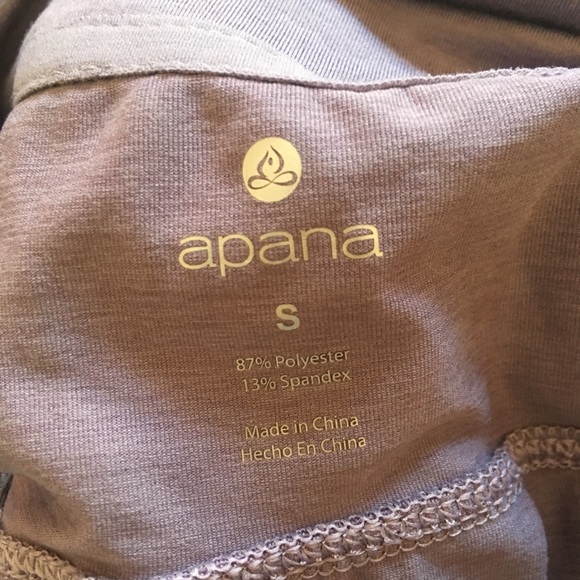 apana
S
87% Polyester
13% Spandex
Made in China
Hecho En China